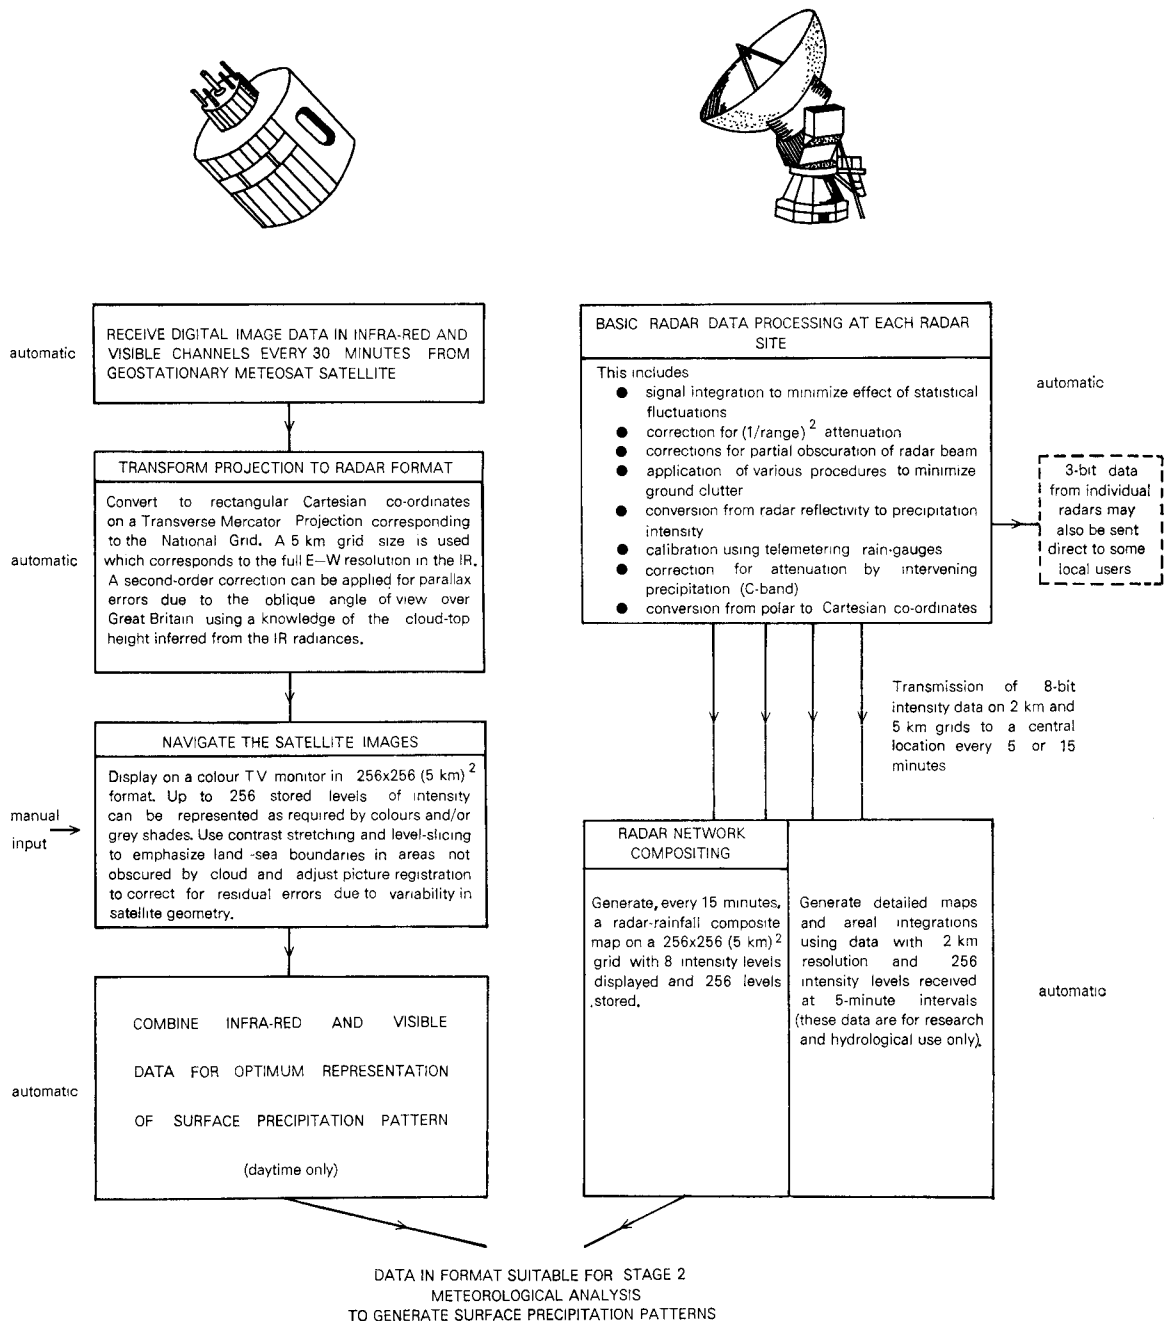 automatic
RECEIVE DIGITAL IMAGE DATA IN INFRA-RED AND
VISIBLE CHANNELS EVERY 30 MINUTES FROM
GEOSTATIONARY METEOSAT SATELLITE
automatic
TRANSFORM PROJECTION TO RADAR FORMAT
Convert to rectangular Cartesian co-ordinates
on a Transverse Mercator Projection corresponding
to the National Grid. A 5 km grid size is used
which corresponds to the full E—W resolution in the IR.
A second-order correction can be applied for parallax
errors due to the oblique angle of view over
Great Britain using a knowledge of the cloud-top
height inferred from the IR radiances.
manual
input
NAVIGATE THE SATELLITE IMAGES
Display on a colour TV monitor in 256x256 (5 km)²
format. Up to 256 stored levels of intensity
can be represented as required by colours and/or
grey shades. Use contrast stretching and level-slicing
to emphasize land -sea boundaries in areas not
obscured by cloud and adjust picture registration
to correct for residual errors due to variability in
satellite geometry.
automatic
COMBINE INFRA-RED AND VISIBLE
DATA FOR OPTIMUM REPRESENTATION
OF SURFACE PRECIPITATION PATTERN
(daytime only)
BASIC RADAR DATA PROCESSING AT EACH RADAR
SITE
This includes
● signal integration to minimize effect of statistical
fluctuations
● correction for (1/range)² attenuation
● corrections for partial obscuration of radar beam
● application of various procedures to minimize
ground clutter
● conversion from radar reflectivity to precipitation
intensity
● calibration using telemetering rain-gauges
● correction for attenuation by intervening
precipitation (C-band)
● conversion from polar to Cartesian co-ordinates
automatic
3-bit data
from individual
radars may
also be sent
direct to some
local users
Transmission of 8-bit
intensity data on 2 km and
5 km grids to a central
location every 5 or 15
minutes
RADAR NETWORK
COMPOSITING
Generate, every 15 minutes,
a radar-rainfall composite
map on a 256x256 (5 km)²
grid with 8 intensity levels
displayed and 256 levels
.stored.
Generate detailed maps
and areal integrations
using data with 2 km
resolution and 256
intensity levels received
at 5-minute intervals
(these data are for research
and hydrological use only).
automatic
DATA IN FORMAT SUITABLE FOR STAGE 2
METEOROLOGICAL ANALYSIS
TO GENERATE SURFACE PRECIPITATION PATTERNS